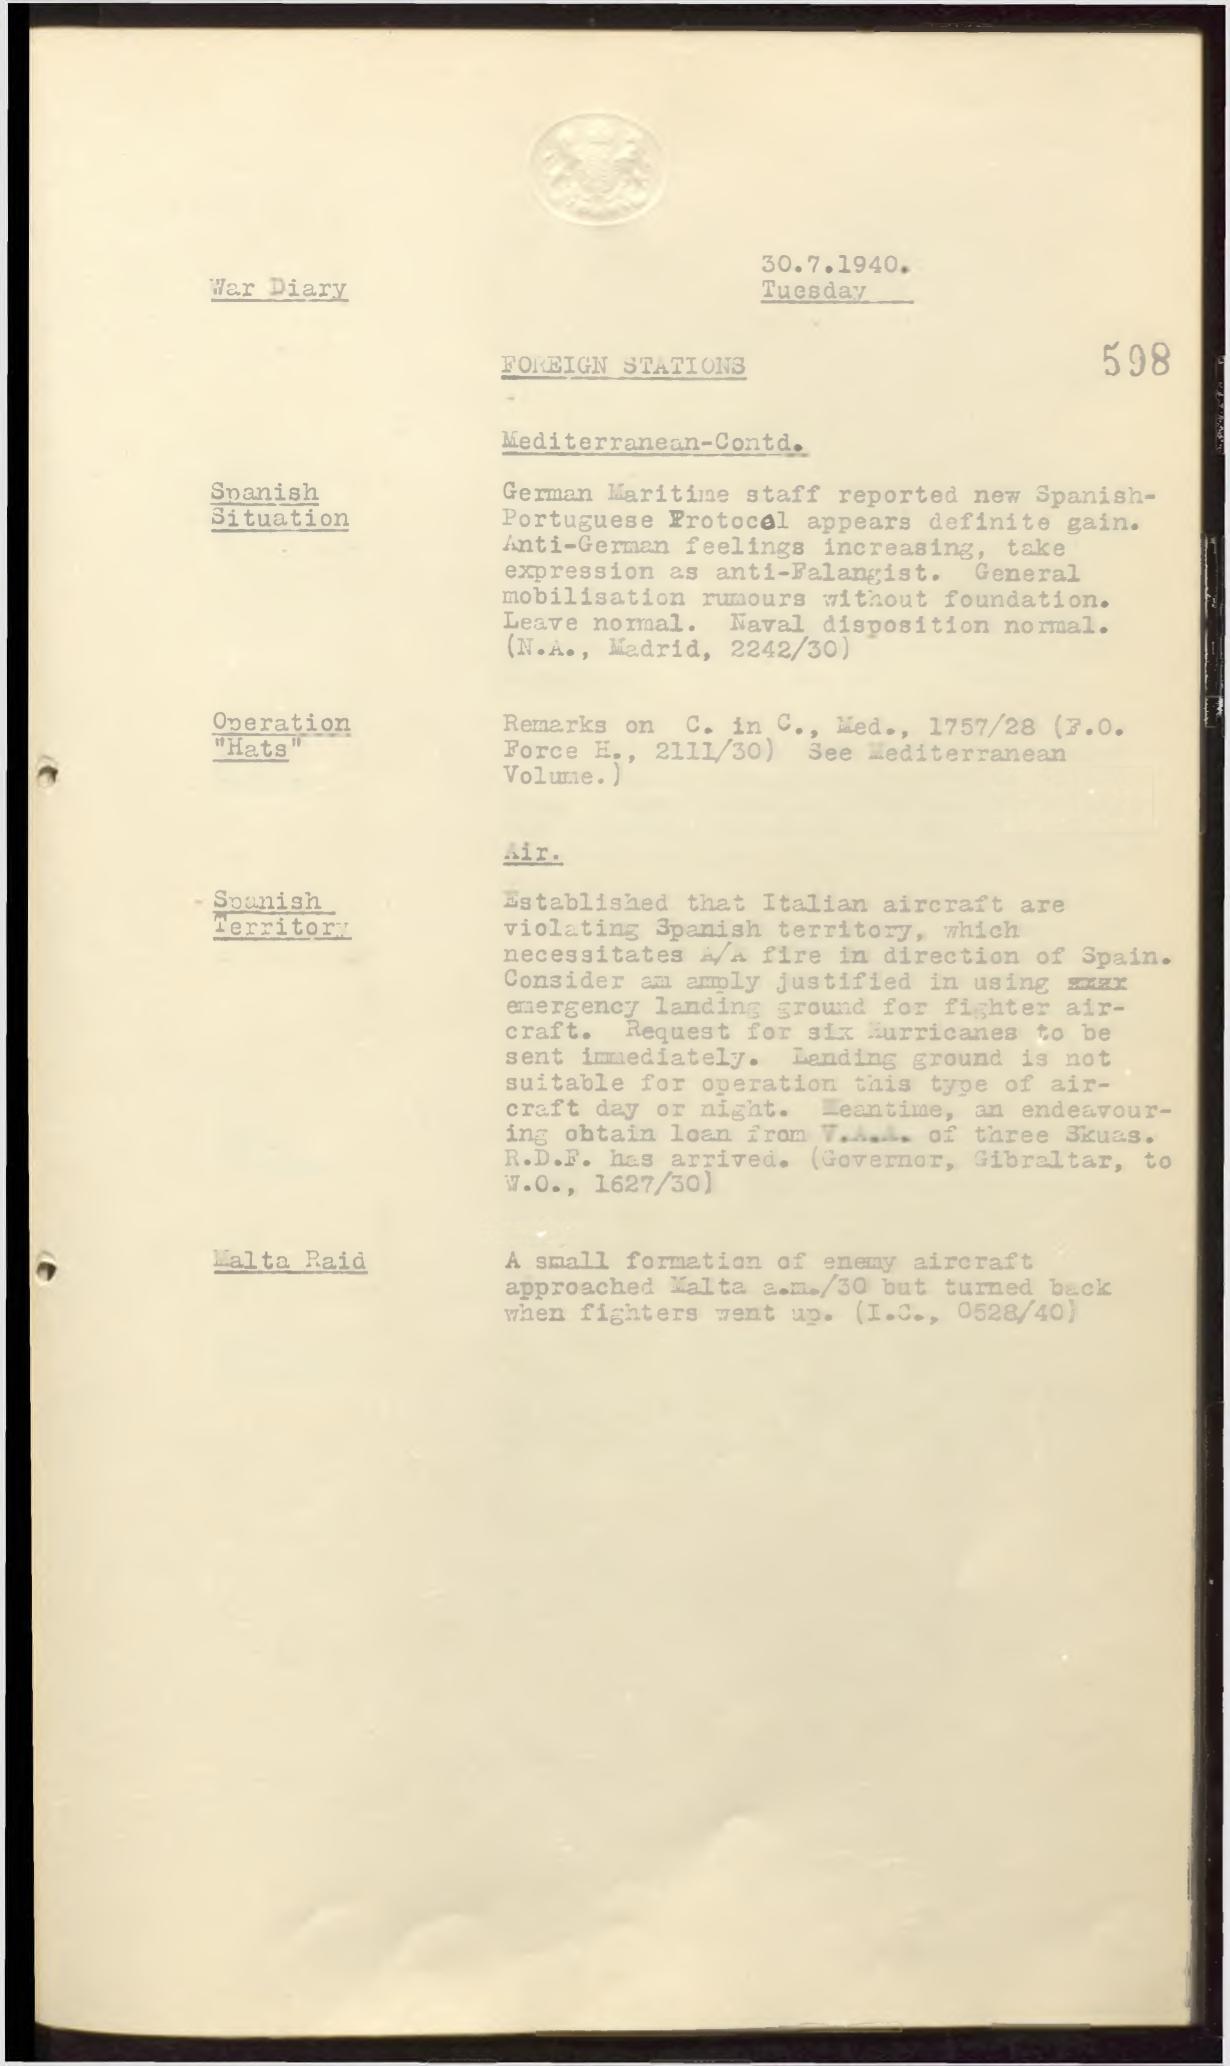 War Diary
30.7.1940.
Tuesday
FOREIGN STATIONS
598
Mediterranean-Contd.
Spanish
Situation
German Maritime staff reported new Spanish-
Portuguese Protocol appears definite gain.
Anti-German feelings increasing, take
expression as anti-Falangist. General
mobilisation rumours without foundation.
Leave normal. Naval disposition normal.
(N.A., Madrid, 2242/30)
Operation
"Hats"
Remarks on C. in C., Med., 1757/28 (F.O.
Force H., 2111/30) See Mediterranean
Volume.)
Air.
Spanish
Territory
Established that Italian aircraft are
violating Spanish territory, which
necessitates A/A fire in direction of Spain.
Consider am amply justified in using
emergency landing ground for fighter air-
craft. Request for six Hurricanes to be
sent immediately. Landing ground is not
suitable for operation this type of air-
craft day or night. Meantime, an endeavour-
ing obtain loan from V.A.A. of three Skuas.
R.D.F. has arrived. (Governor, Gibraltar, to
W.O., 1627/30)
Malta Raid
A small formation of enemy aircraft
approached Malta a.m./30 but turned back
when fighters went up. (I.C., 0528/40)